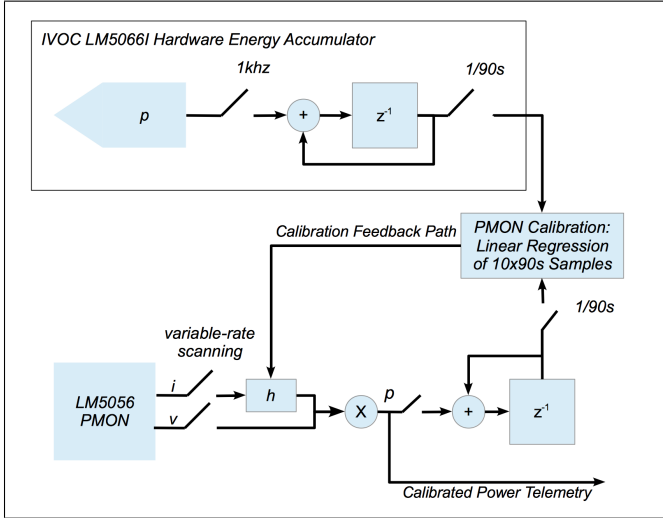 IVOC LM5066I Hardware Energy Accumulator
1khz
1/90s
p
+
z-1
Calibration Feedback Path
PMON Calibration:
Linear Regression
of 10x90s Samples
1/90s
variable-rate
scanning
LM5056
PMON
i
v
h
X
p
+
z-1
Calibrated Power Telemetry